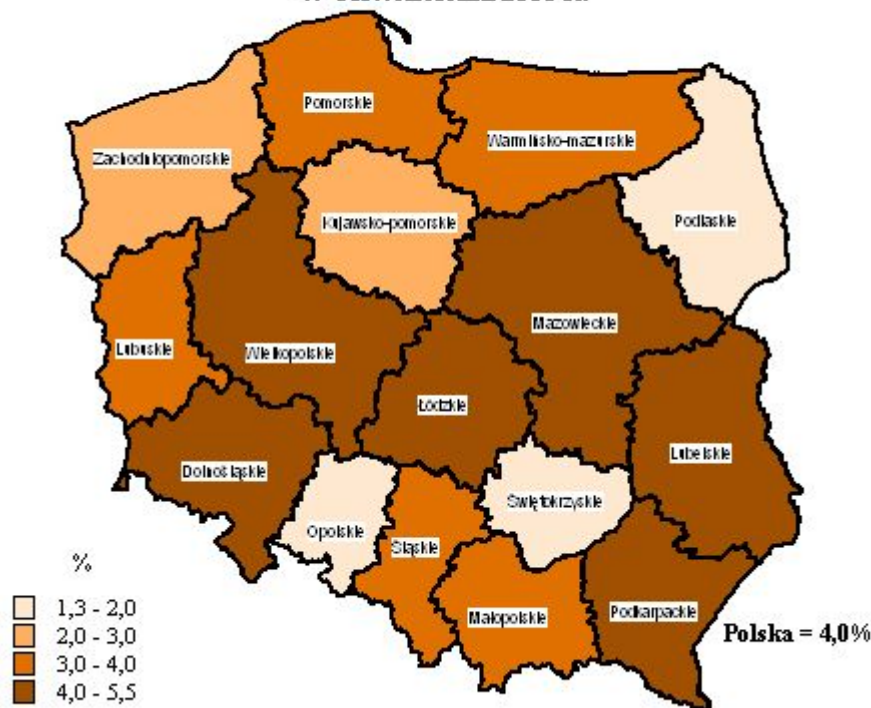 Pomorskie
Warmińsko-mazurskie
Zachodniopomorskie
Podlaskie
Kujawsko-pomorskie
Mazowieckie
Lubuskie
Wielkopolskie
Łódzkie
Lubelskie
Dolnośląskie
Świętokrzyskie
Opolskie
Śląskie
Małopolskie
Podkarpackie
Polska = 4,0%
%
1,3 - 2,0
2,0 - 3,0
3,0 - 4,0
4,0 - 5,5